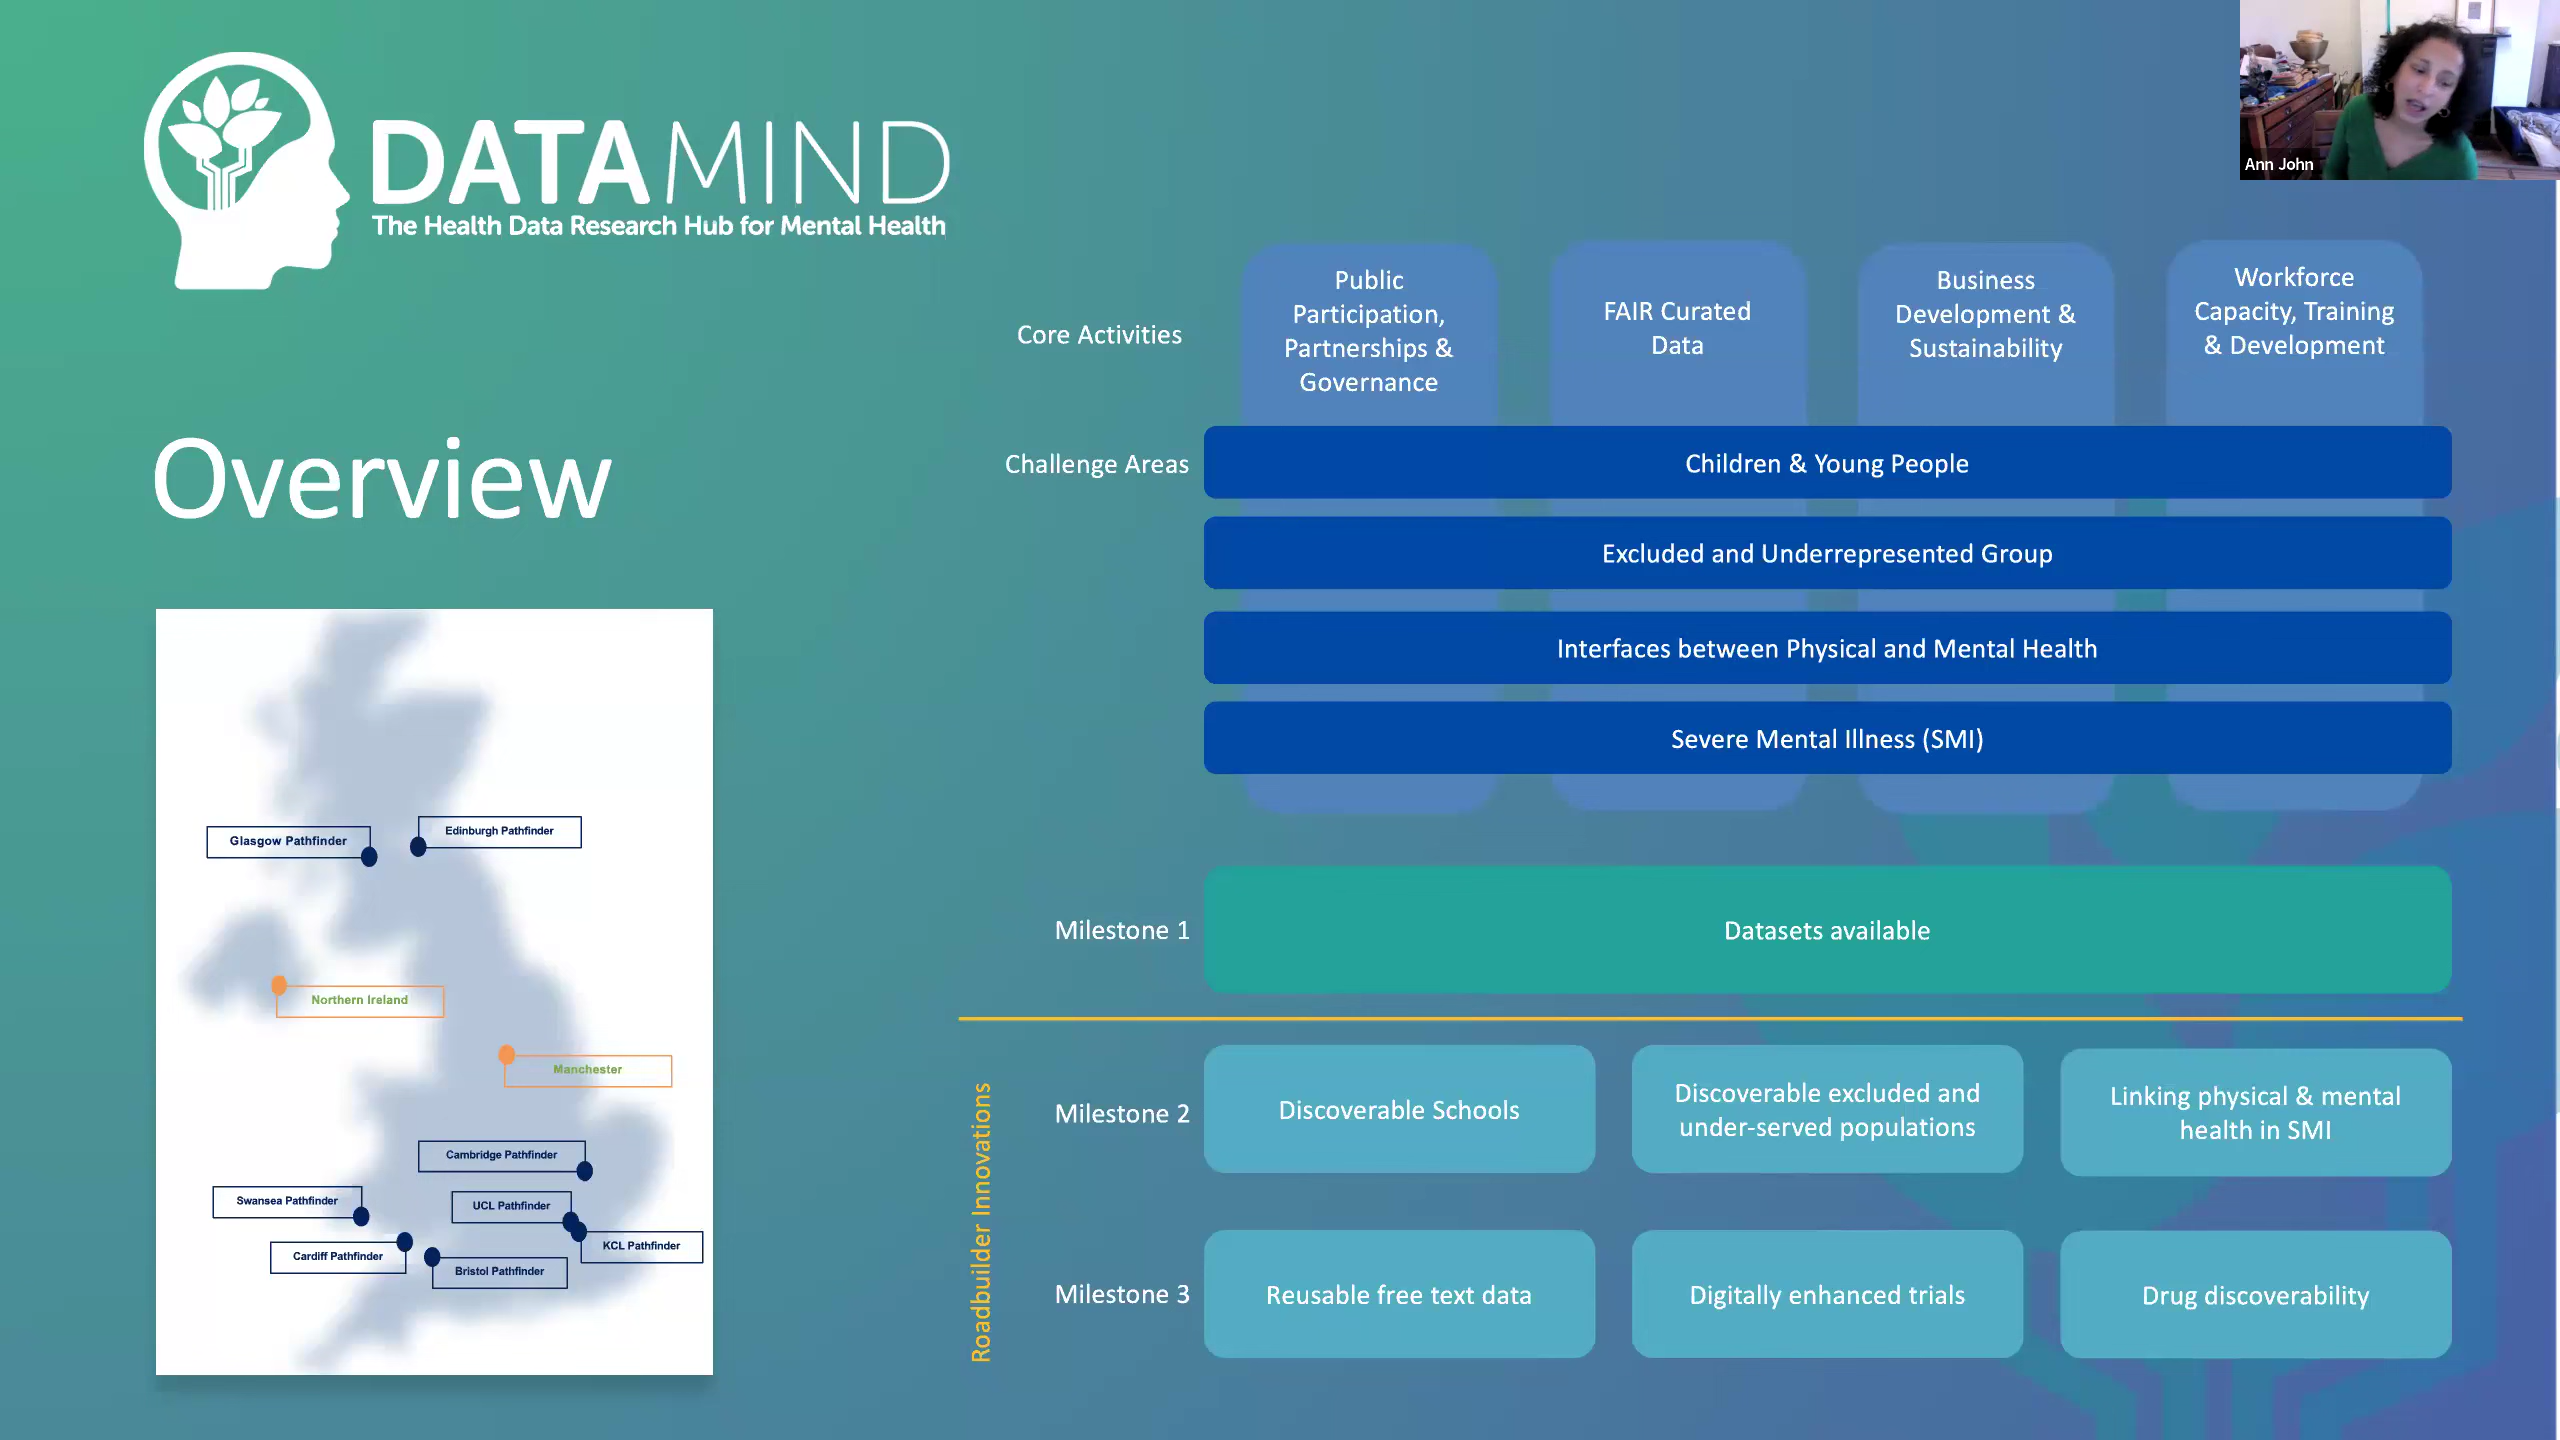 DATAMIND
The Health Data Research Hub for Mental Health
Ann John
Overview
Glasgow Pathfinder
Edinburgh Pathfinder
Northern Ireland
Manchester
Cambridge Pathfinder
Swansea Pathfinder
UCL Pathfinder
KCL Pathfinder
Cardiff Pathfinder
Bristol Pathfinder
Core Activities
Public
Participation,
Partnerships &
Governance
FAIR Curated
Data
Business
Development &
Sustainability
Workforce
Capacity, Training
& Development
Challenge Areas
Children & Young People
Excluded and Underrepresented Group
Interfaces between Physical and Mental Health
Severe Mental Illness (SMI)
Milestone 1
Datasets available
Roadbuilder Innovations
Milestone 2
Discoverable Schools
Discoverable excluded and
under-served populations
Linking physical & mental
health in SMI
Milestone 3
Reusable free text data
Digitally enhanced trials
Drug discoverability